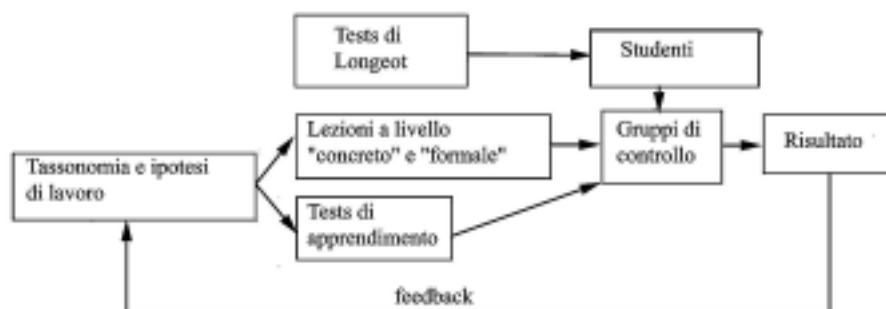 Tests di
Longeot
Studenti
Lezioni a livello
"concreto" e "formale"
Gruppi di
controllo
Risultato
Tassonomia e ipotesi
di lavoro
Tests di
apprendimento
feedback